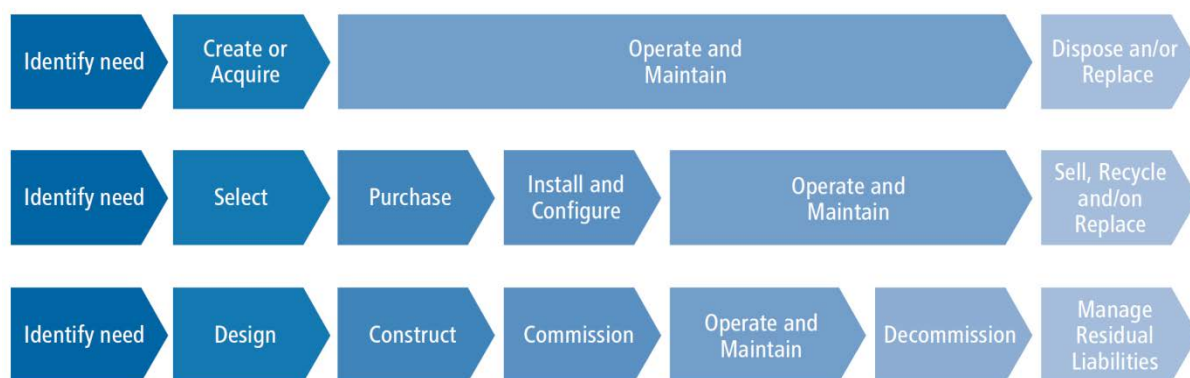 Identify need
Create or
Acquire
Operate and
Maintain
Dispose an/or
Replace
Identify need
Select
Purchase
Install and
Configure
Operate and
Maintain
Sell, Recycle
and/on
Replace
Identify need
Design
Construct
Commission
Operate and
Maintain
Decommission
Manage
Residual
Liabilities